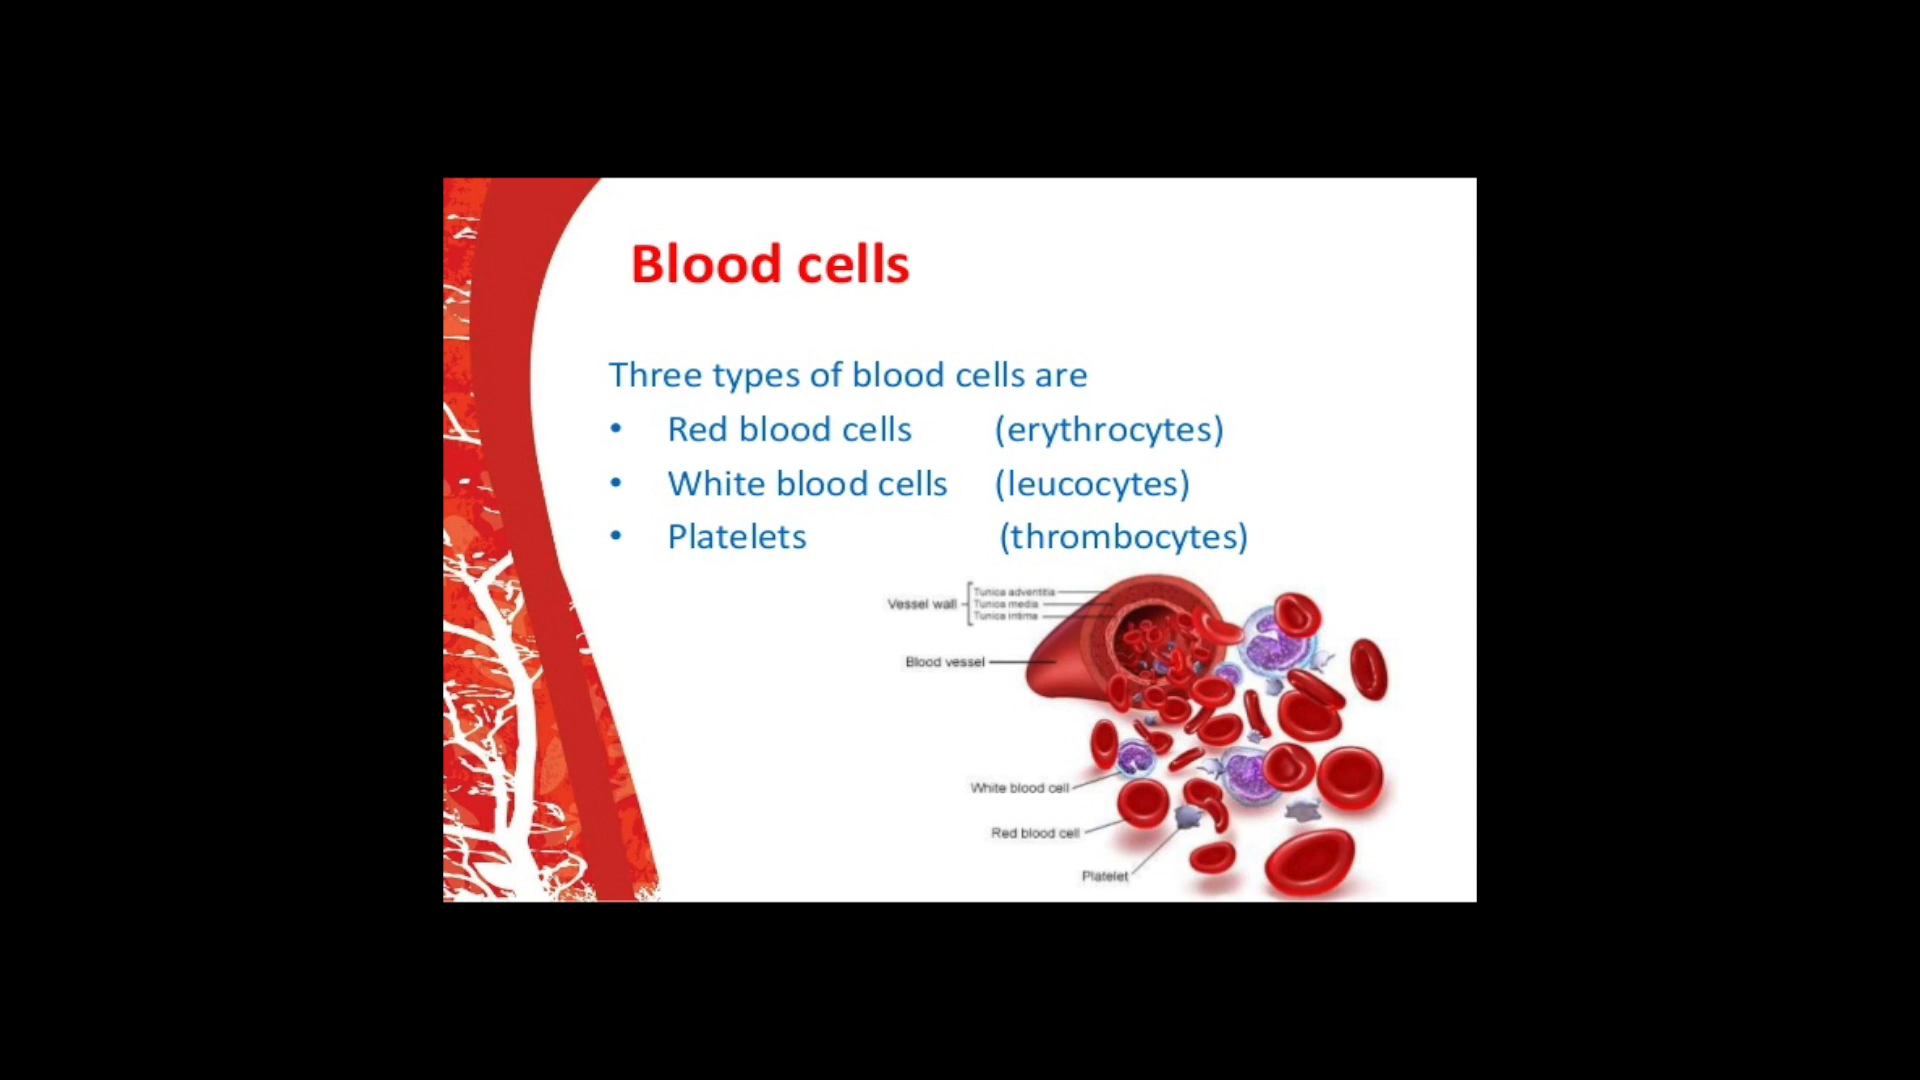 Blood cells
Three types of blood cells are
• Red blood cells (erythrocytes)
• White blood cells (leucocytes)
• Platelets (thrombocytes)
Vessel wall
Tunica adventitia
Tunica media
Tunica intima
Blood vessel
White blood cell
Red blood cell
Platelet